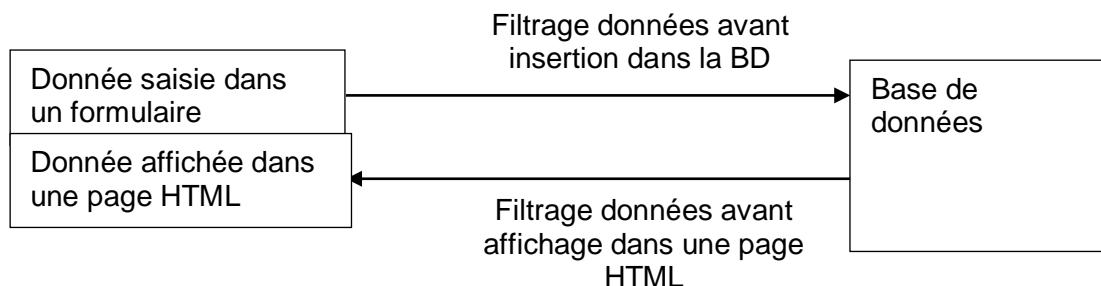 Filtrage données avant
insertion dans la BD
Donnée saisie dans
un formulaire
Base de
données
Donnée affichée dans
une page HTML
Filtrage données avant
affichage dans une page
HTML